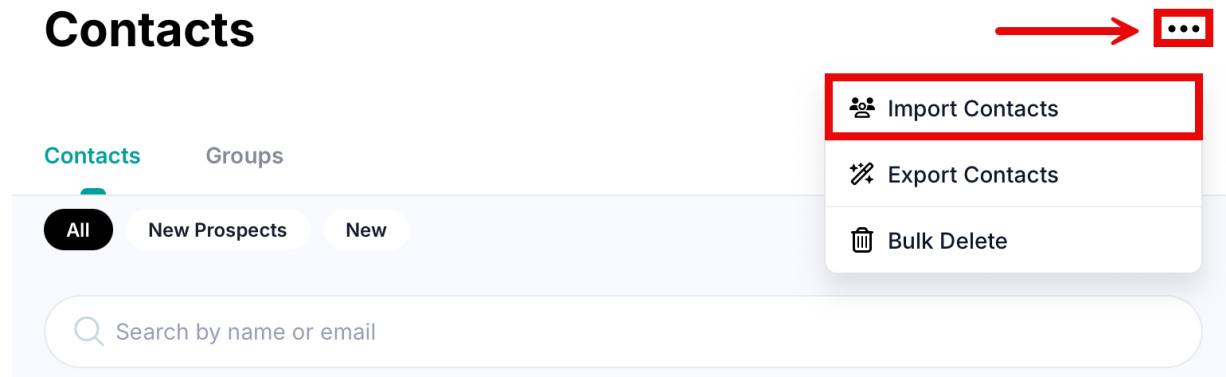 Contacts
Import Contacts
Contacts Groups
Export Contacts
All New Prospects New
Bulk Delete
Search by name or email